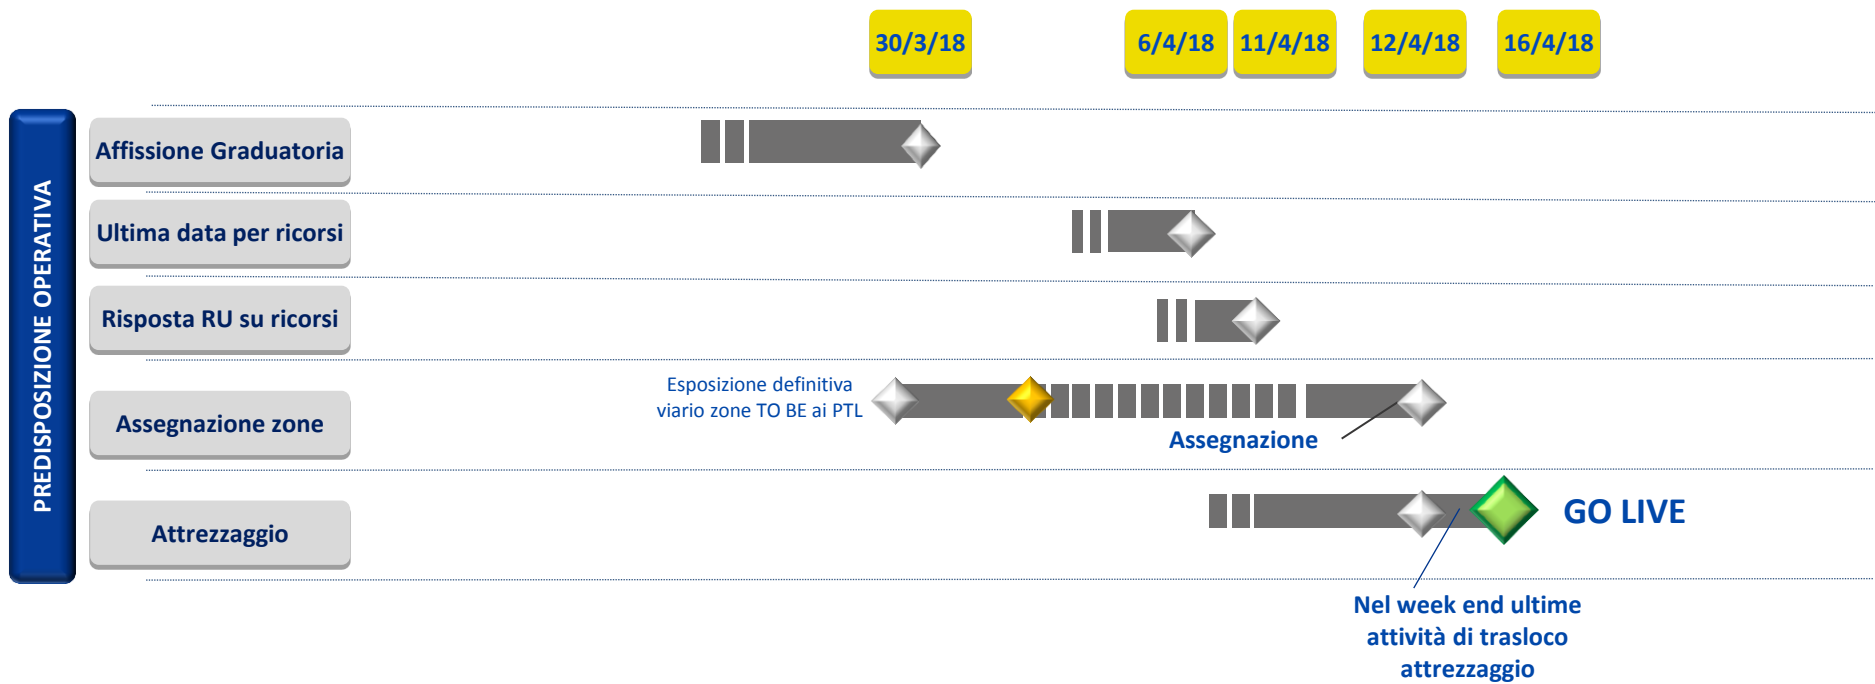 30/3/18
6/4/18
11/4/18
12/4/18
16/4/18
PREDISPOSIZIONE OPERATIVA
Affissione Graduatoria
Ultima data per ricorsi
Risposta RU su ricorsi
Assegnazione zone
Esposizione definitiva
viario zone TO BE ai PTL
Assegnazione
Attrezzaggio
GO LIVE
Nel week end ultime
attività di trasloco
attrezzaggio